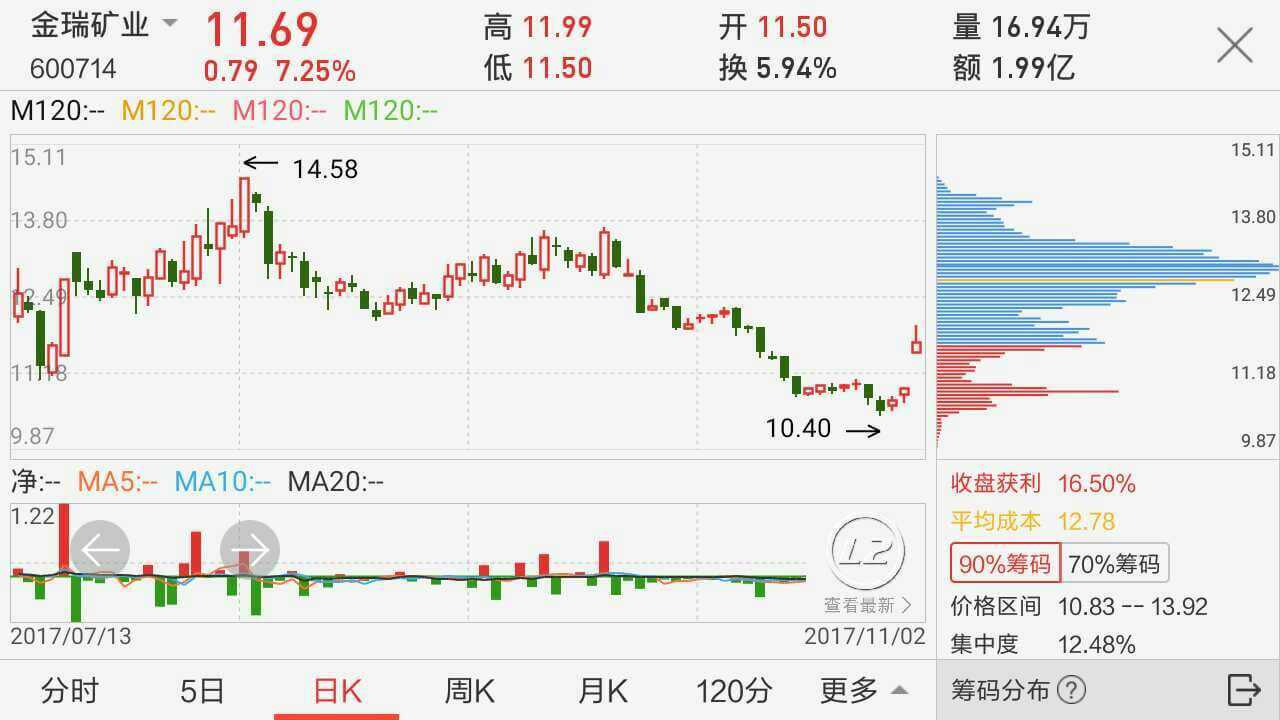 金瑞矿业 11.69 高 11.99 开 11.50 量 16.94万
600714 0.79 7.25% 低 11.50 换 5.94% 额 1.99亿
M120:-- M120:-- M120:-- M120:--
15.11
14.58
13.80
12.49
11.18
10.40
9.87
15.11
13.80
12.49
11.18
9.87
净:-- MA5:-- MA10:-- MA20:--
1.22
L2
查看最新
2017/07/13 2017/11/02
收盘获利 16.50%
平均成本 12.78
90%筹码 70%筹码
价格区间 10.83 -- 13.92
集中度 12.48%
分时 5日 日K 周K 月K 120分 更多 筹码分布 ?